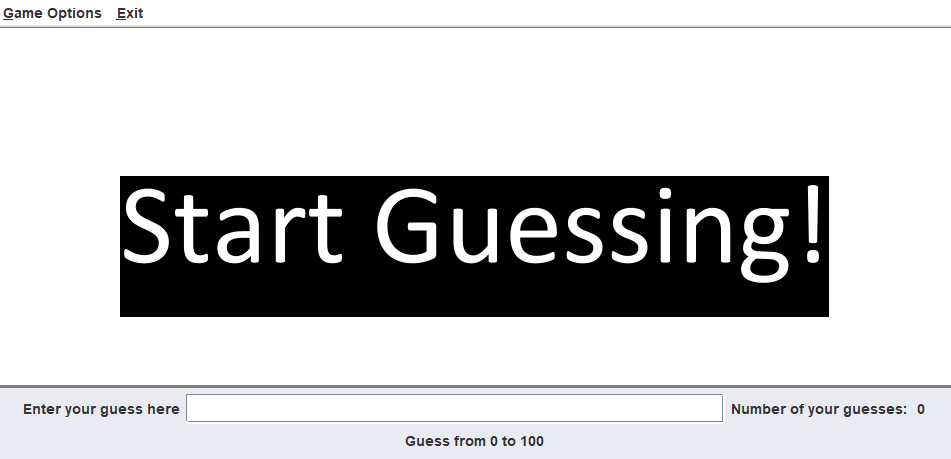 Game Options Exit
Start Guessing!
Enter your guess here Number of your guesses: 0
Guess from 0 to 100